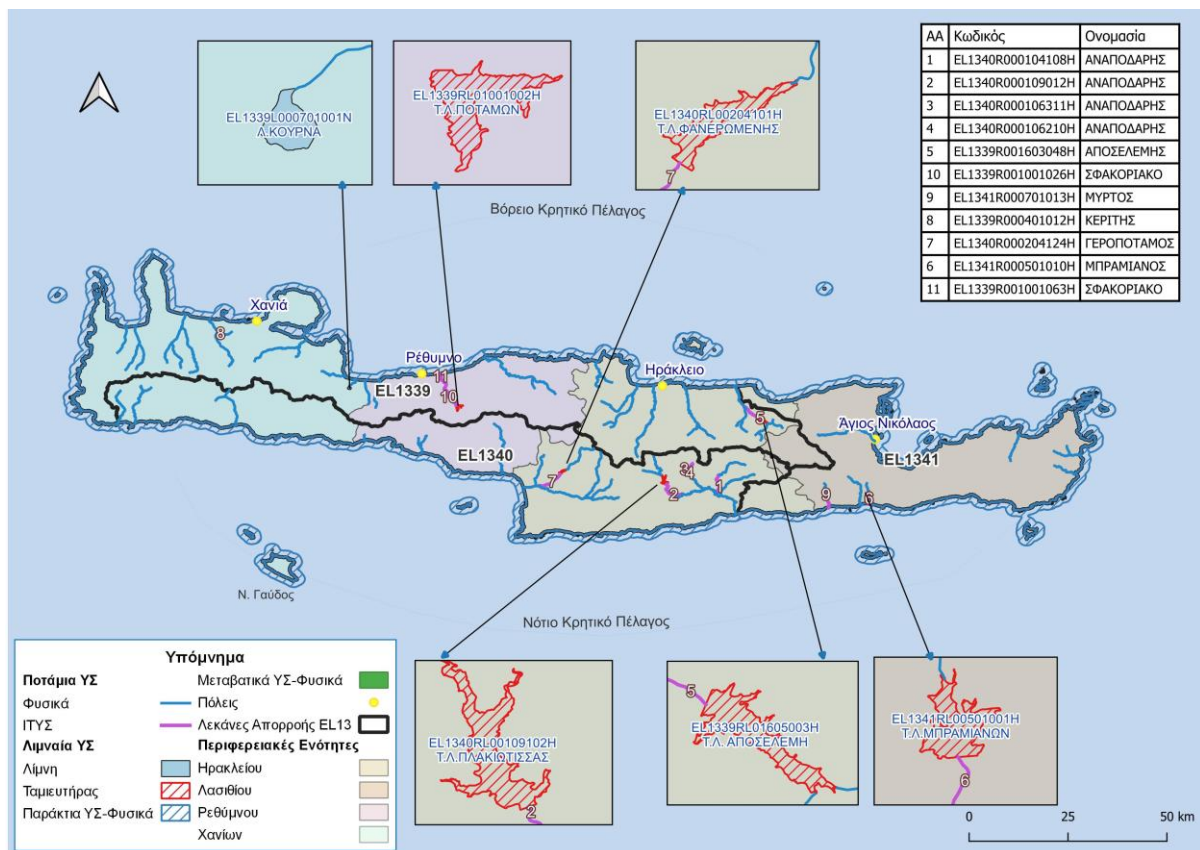 EL1339L000701001N
Λ.ΚΟΥΡΝΑ
EL1339RL01001002H
Τ.Λ.ΠΟΤΑΜΩΝ
EL1340RL00204101H
Τ.Λ.ΦΑΝΕΡΩΜΕΝΗΣ
7
ΑΑ Κωδικός Ονομασία
1 EL1340R000104108H ΑΝΑΠΟΔΑΡΗΣ
2 EL1340R000109012H ΑΝΑΠΟΔΑΡΗΣ
3 EL1340R000106311H ΑΝΑΠΟΔΑΡΗΣ
4 EL1340R000106210H ΑΝΑΠΟΔΑΡΗΣ
5 EL1339R001603048H ΑΠΟΣΕΛΕΜΗΣ
10 EL1339R001001026H ΣΦΑΚΟΡΙΑΚΟ
9 EL1341R000701013H ΜΥΡΤΟΣ
8 EL1339R000401012H ΚΕΡΙΤΗΣ
7 EL1340R000204124H ΓΕΡΟΠΟΤΑΜΟΣ
6 EL1341R000501010H ΜΠΡΑΜΙΑΝΟΣ
11 EL1339R001001063H ΣΦΑΚΟΡΙΑΚΟ
Βόρειο Κρητικό Πέλαγος
Χανιά
8
Ρέθυμνο
11
EL1339
10
Ηράκλειο
5
Άγιος Νικόλαος
EL1340
EL1341
7
3
4
2
1
9
6
Ν. Γαύδος
Νότιο Κρητικό Πέλαγος
EL1340RL00109102H
Τ.Λ.ΠΛΑΚΙΩΤΙΣΣΑΣ
2
5
EL1339RL01605003H
Τ.Λ. ΑΠΟΣΕΛΕΜΗ
EL1341RL00501001H
Τ.Λ.ΜΠΡΑΜΙΑΝΩΝ
6
Υπόμνημα
Ποτάμια ΥΣ Μεταβατικά ΥΣ-Φυσικά
Φυσικά Πόλεις
ΙΤΥΣ Λεκάνες Απορροής EL13
Λιμναία ΥΣ Περιφερειακές Ενότητες
Λίμνη Ηρακλείου
Ταμιευτήρας Λασιθίου
Παράκτια ΥΣ-Φυσικά Ρεθύμνου
Χανίων
0 25 50 km